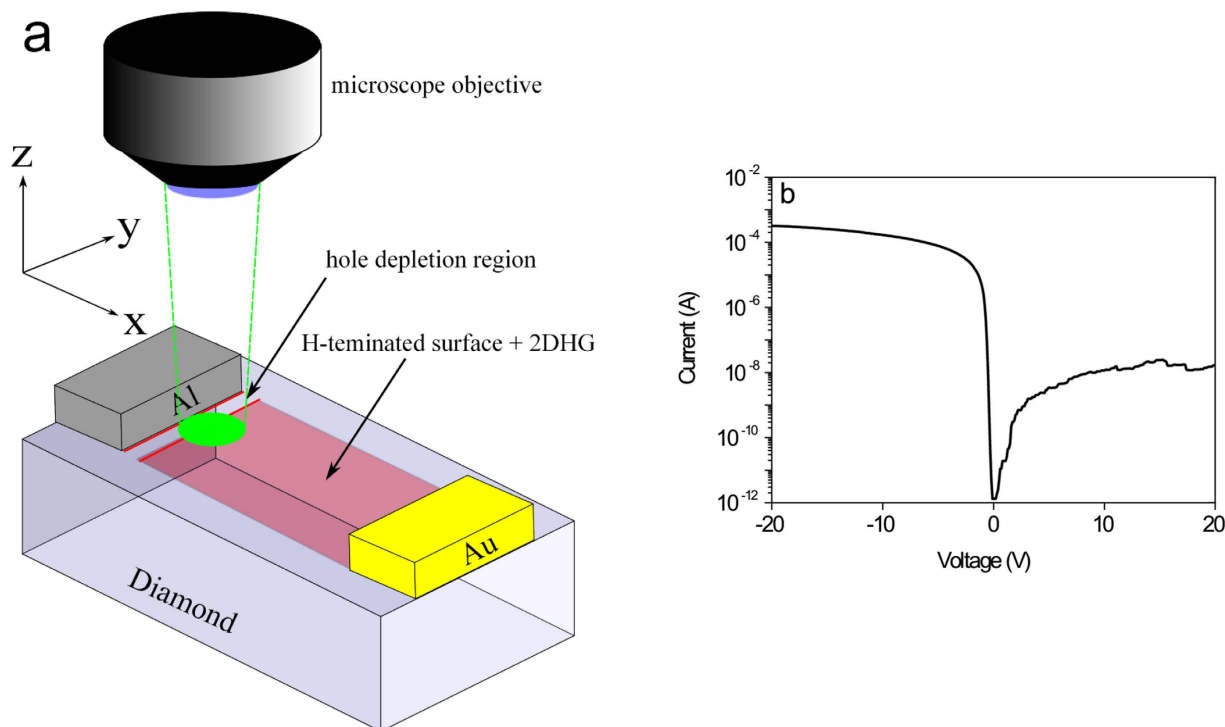 a
microscope objective
z
y
x
hole depletion region
H-teminated surface + 2DHG
Al
Au
Diamond
b
Current (A)
10^-2
10^-4
10^-6
10^-8
10^-10
10^-12
-20
-10
0
10
20
Voltage (V)